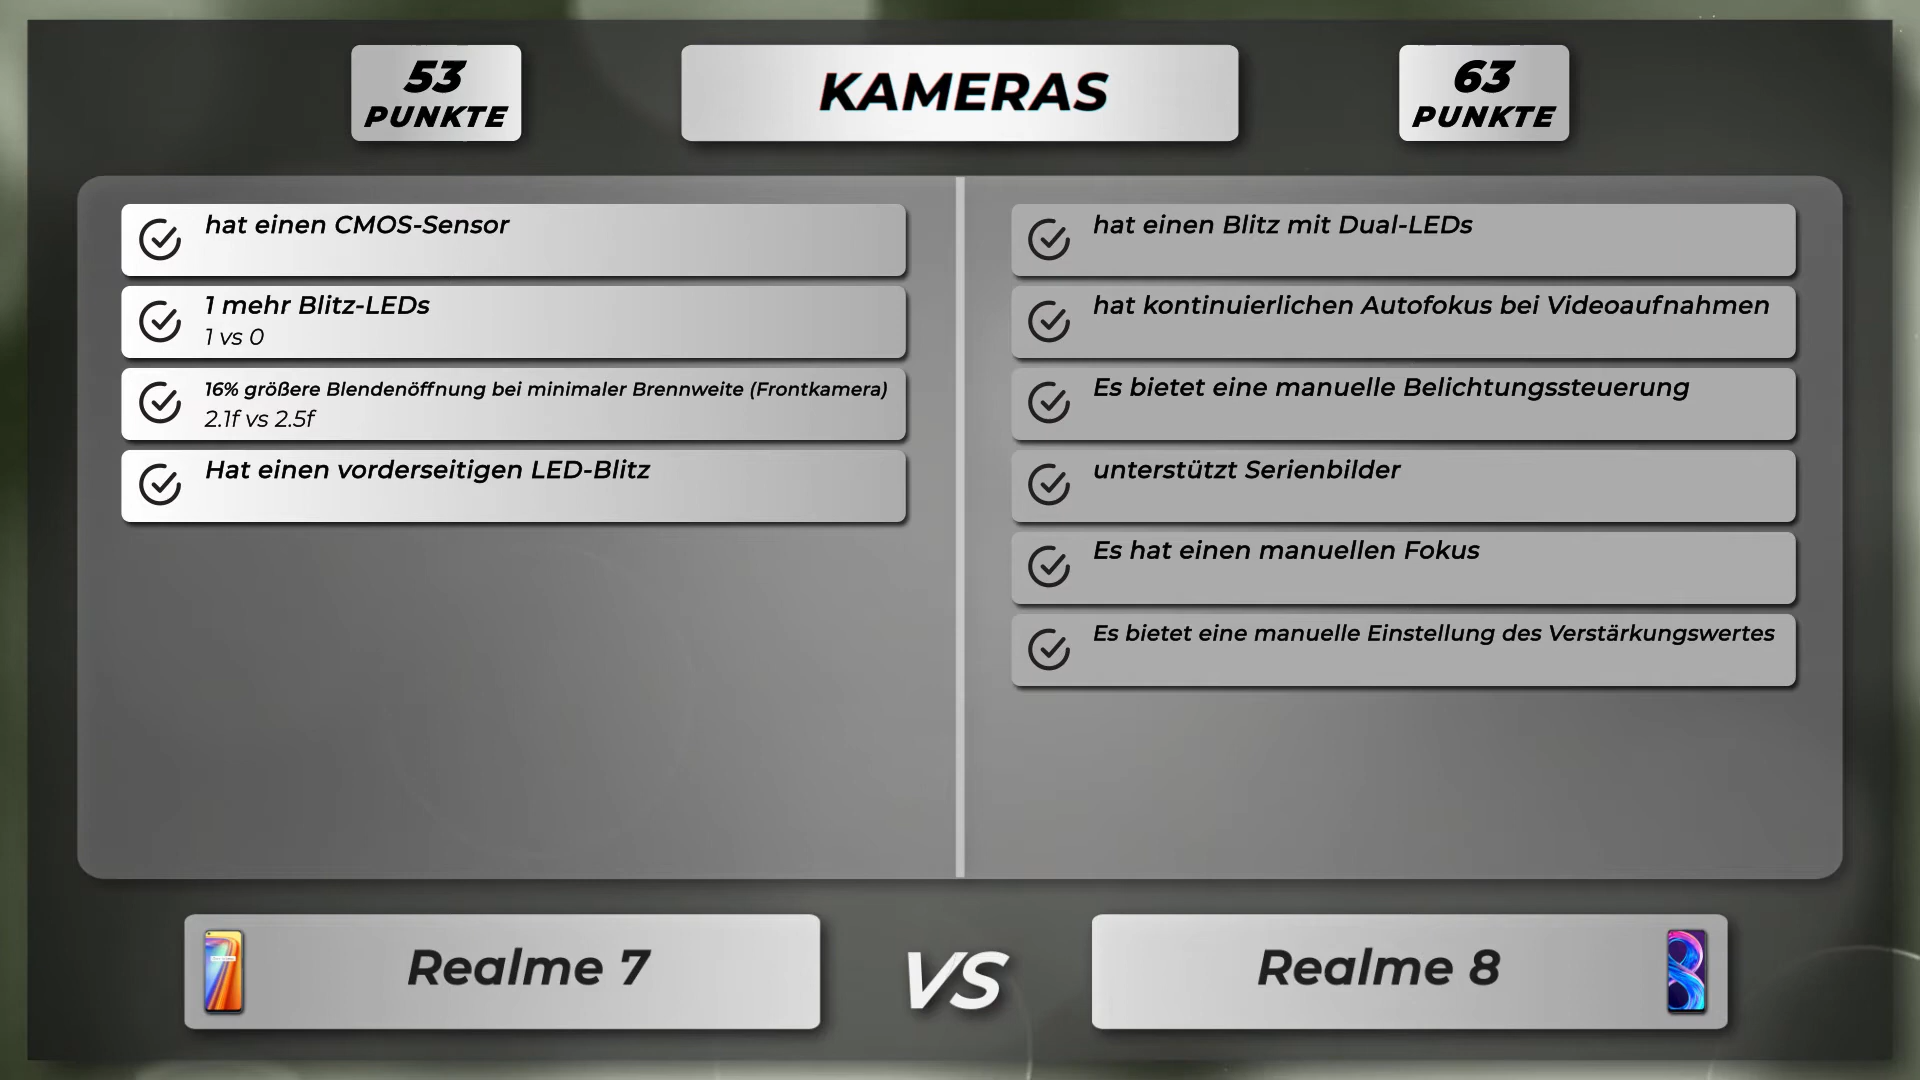 53
PUNKTE
KAMERAS
63
PUNKTE
hat einen CMOS-Sensor
1 mehr Blitz-LEDs
1 vs 0
16% größere Blendenöffnung bei minimaler Brennweite (Frontkamera)
2.1f vs 2.5f
Hat einen vorderseitigen LED-Blitz
hat einen Blitz mit Dual-LEDs
hat kontinuierlichen Autofokus bei Videoaufnahmen
Es bietet eine manuelle Belichtungssteuerung
unterstützt Serienbilder
Es hat einen manuellen Fokus
Es bietet eine manuelle Einstellung des Verstärkungswertes
Realme 7
VS
Realme 8